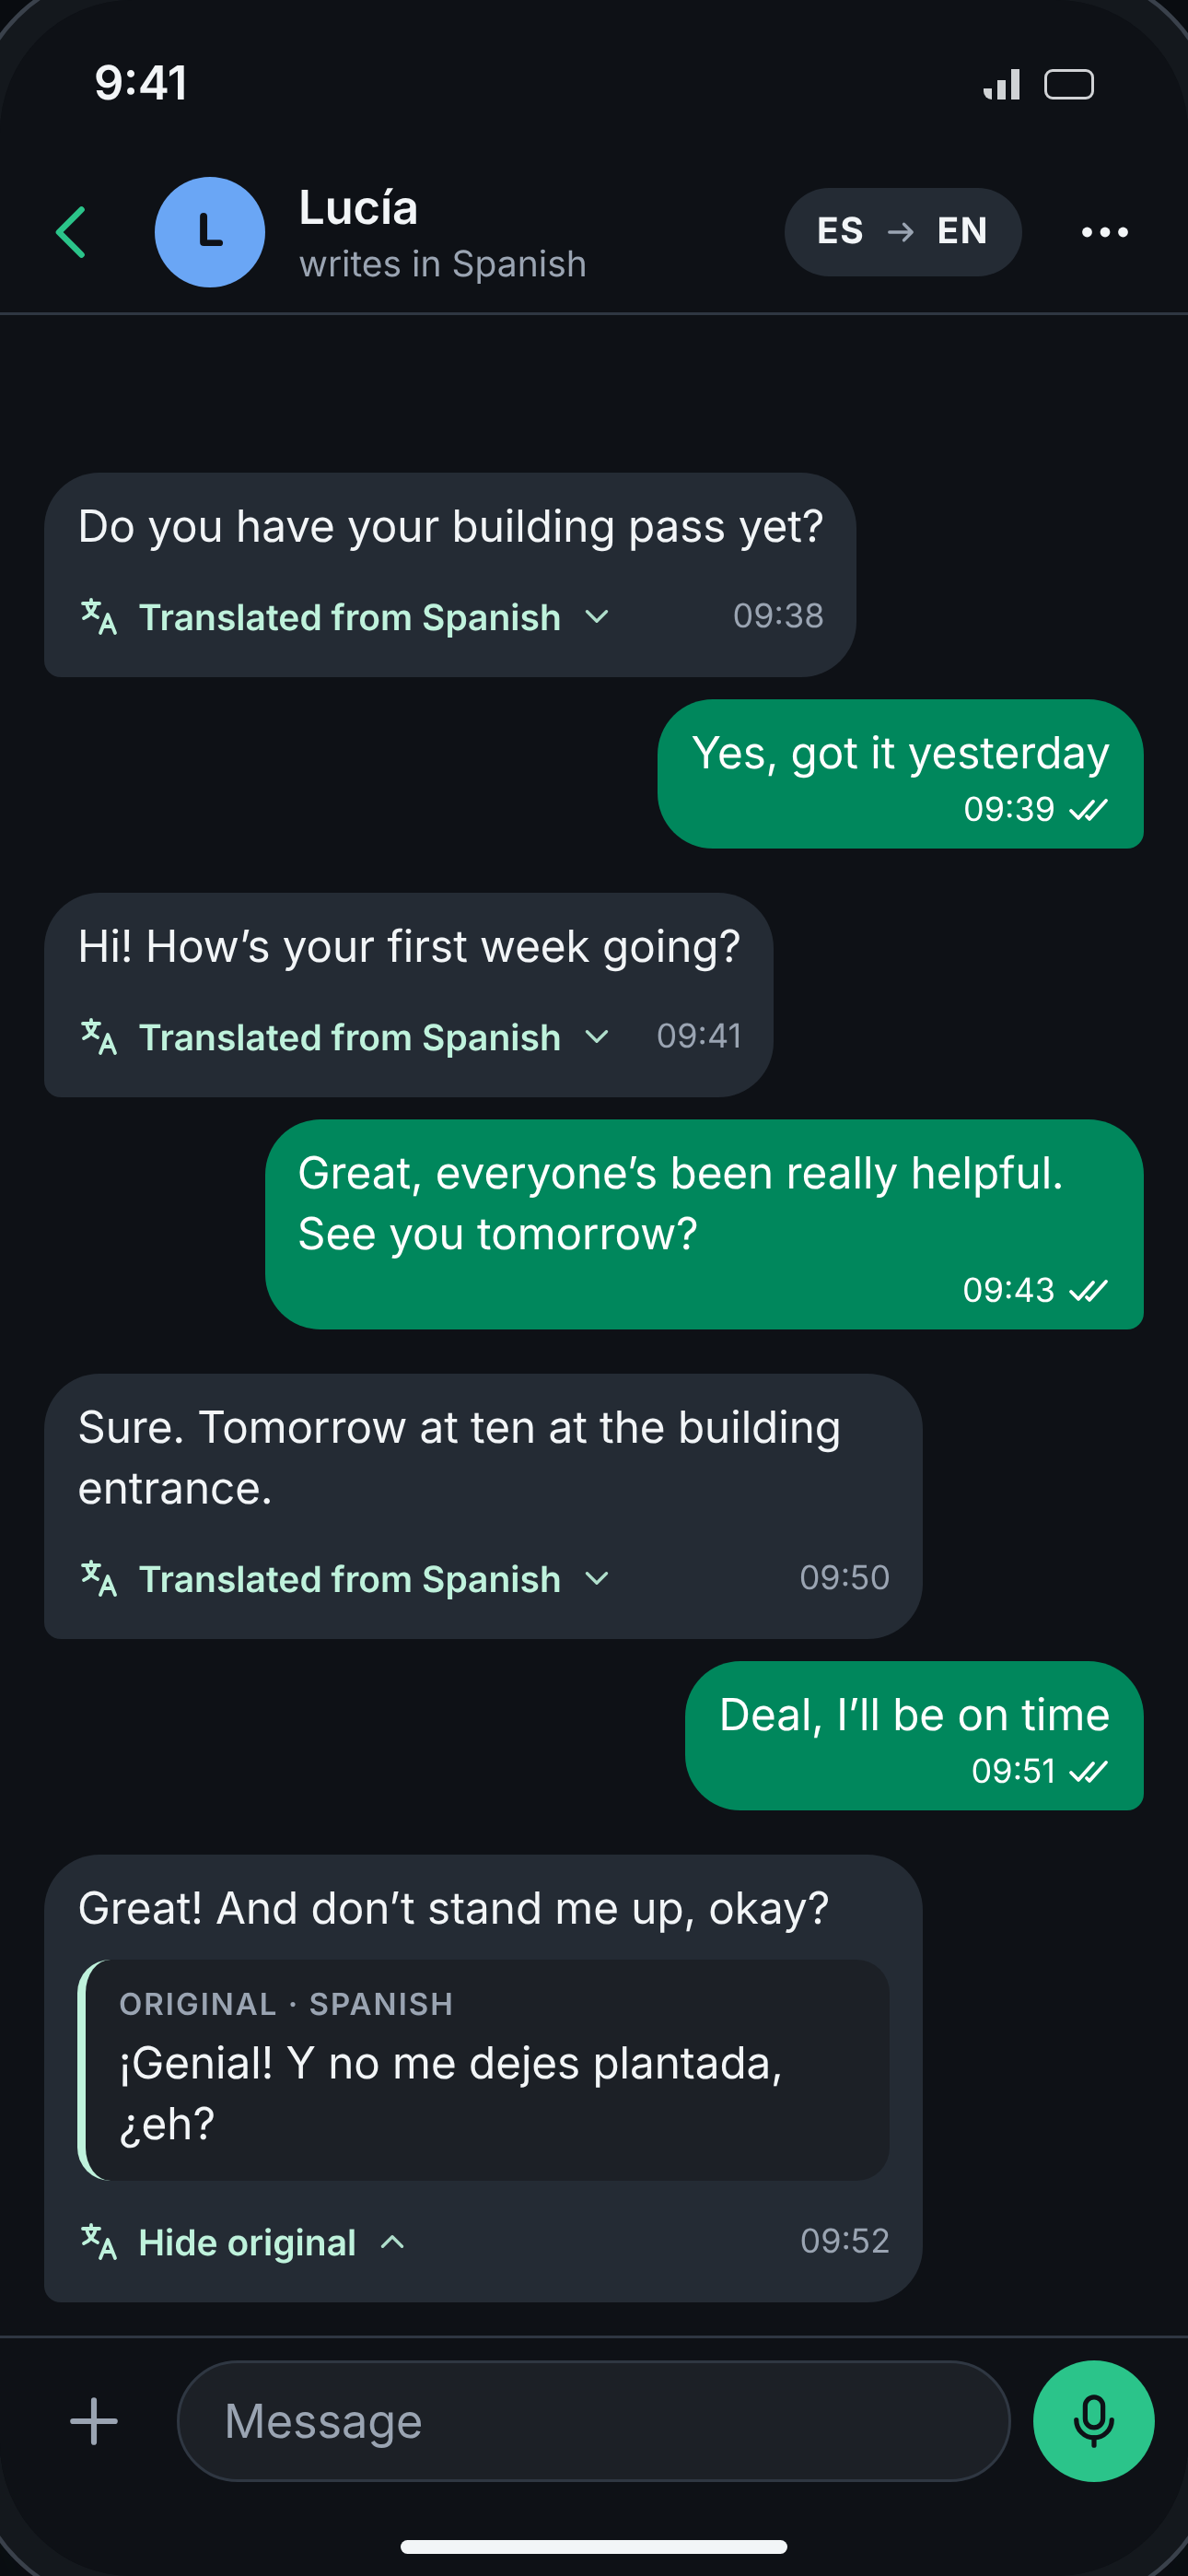 9:41
L
Lucía
writes in Spanish
ES → EN
Do you have your building pass yet?
Translated from Spanish
09:38
Yes, got it yesterday
09:39
Hi! How’s your first week going?
Translated from Spanish
09:41
Great, everyone’s been really helpful.
See you tomorrow?
09:43
Sure. Tomorrow at ten at the building
entrance.
Translated from Spanish
09:50
Deal, I’ll be on time
09:51
Great! And don’t stand me up, okay?
ORIGINAL · SPANISH
¡Genial! Y no me dejes plantada,
¿eh?
Hide original
09:52
Message